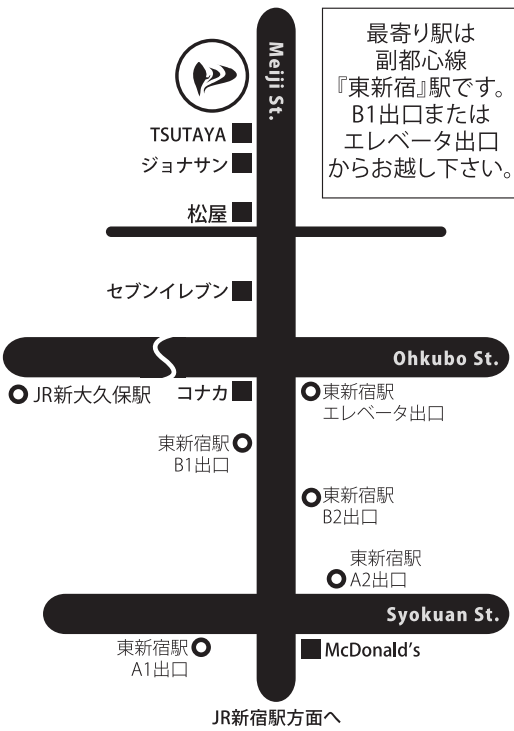 最寄り駅は
副都心線
『東新宿』駅です。
B1出口または
エレベータ出口
からお越し下さい。
Meiji St.
TSUTAYA
ジョナサン
松屋
セブンイレブン
Ohkubo St.
JR新大久保駅
コナカ
東新宿駅
エレベータ出口
東新宿駅
B1出口
東新宿駅
B2出口
東新宿駅
A2出口
Syokuan St.
東新宿駅
A1出口
McDonald's
JR新宿駅方面へ